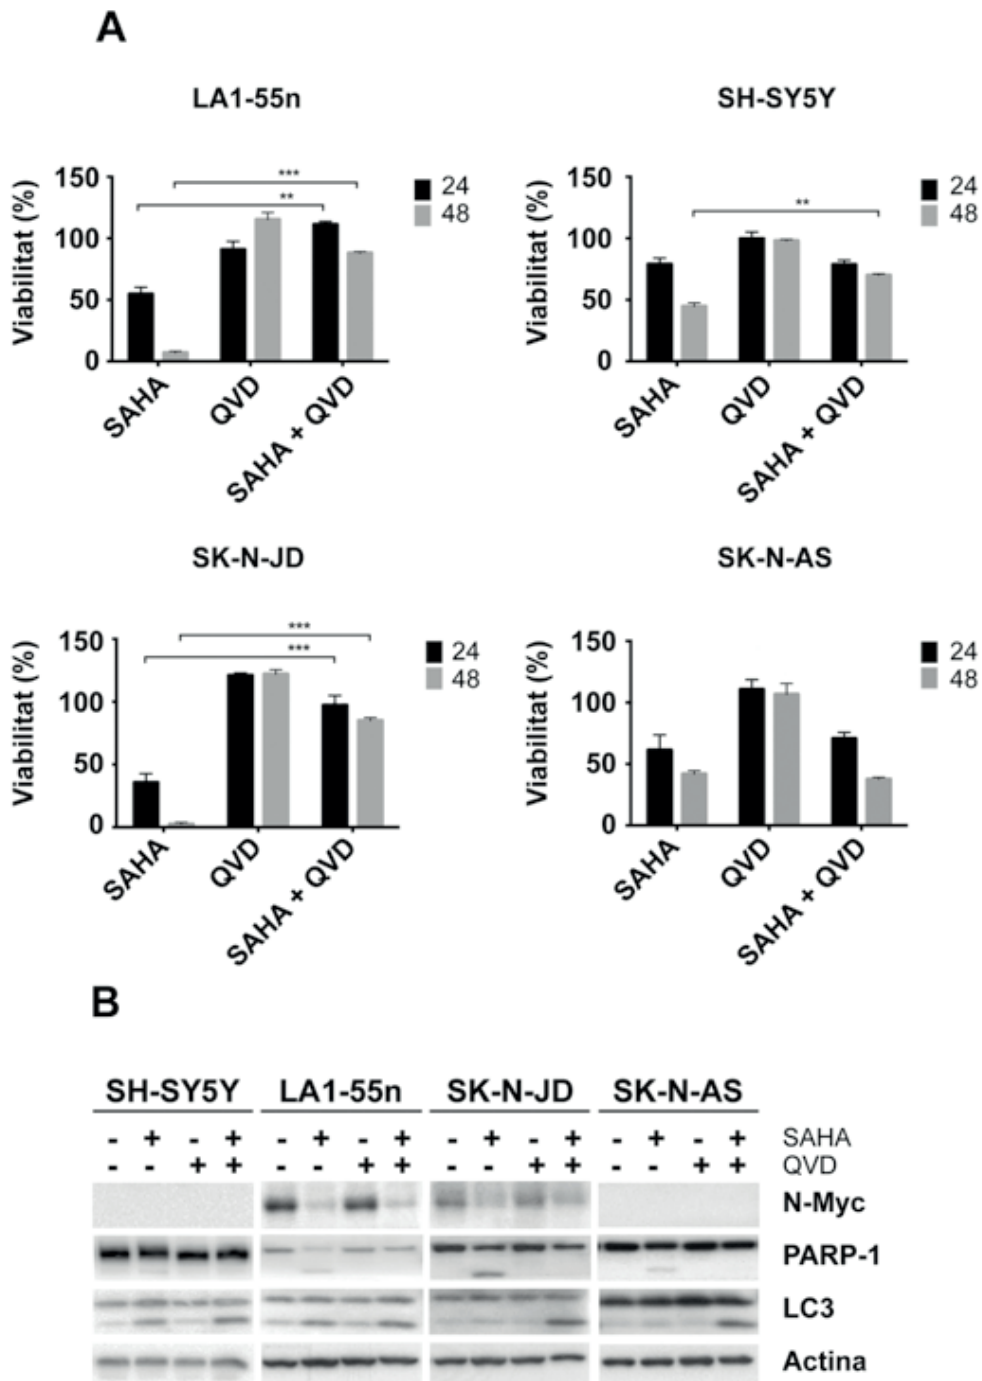 A
LA1-55n
Viabilitat (%)
150
100
50
0
***
**
24
48
SAHA
QVD
SAHA + QVD
SH-SY5Y
Viabilitat (%)
150
100
50
0
**
24
48
SAHA
QVD
SAHA + QVD
SK-N-JD
Viabilitat (%)
150
100
50
0
***
***
24
48
SAHA
QVD
SAHA + QVD
SK-N-AS
Viabilitat (%)
150
100
50
0
24
48
SAHA
QVD
SAHA + QVD
B
SH-SY5Y LA1-55n SK-N-JD SK-N-AS
- + - + - + - + - + - + - + - + SAHA
- - + + - - + + - - + + - - + + QVD
N-Myc
PARP-1
LC3
Actina